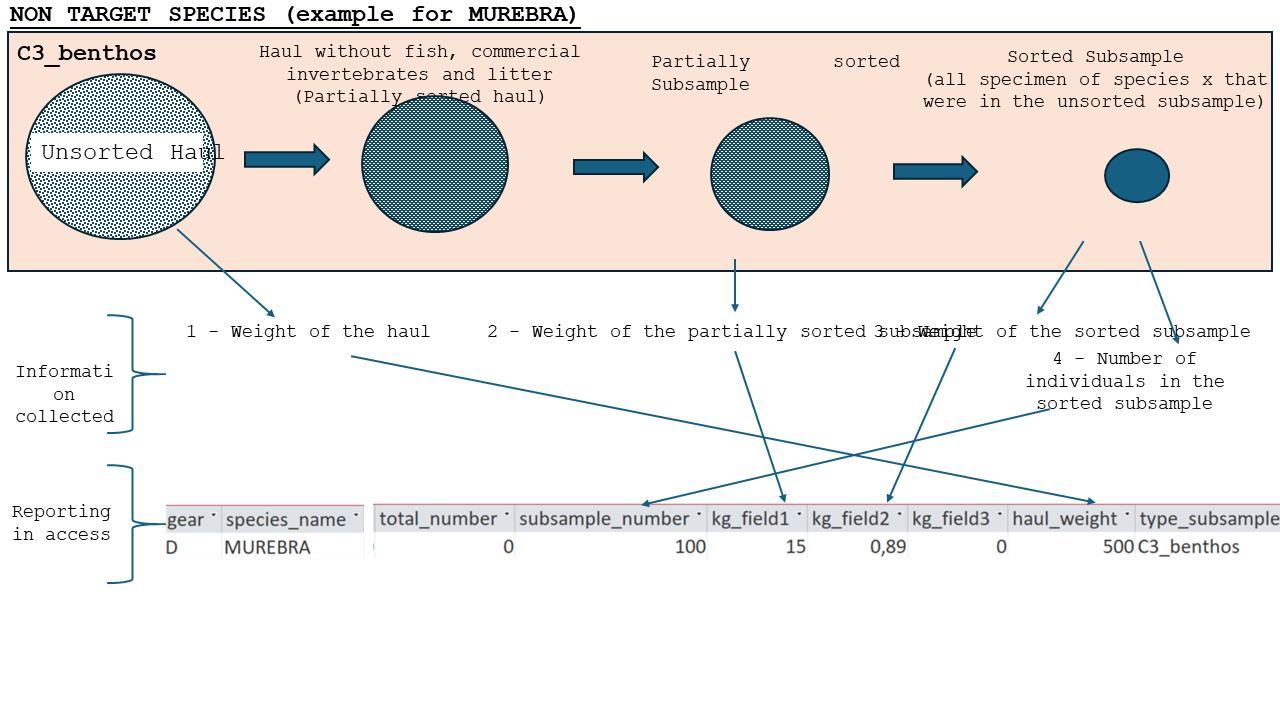 NON TARGET SPECIES (example for MUREBRA)
C3_benthos
Haul without fish, commercial
invertebrates and litter
(Partially sorted haul)
Partially sorted
Subsample
Sorted Subsample
(all specimen of species x that
were in the unsorted subsample)
Unsorted Haul
1 - Weight of the haul
2 - Weight of the partially sorted subsample
3 - Weight of the sorted subsample
4 - Number of
individuals in the
sorted subsample
Informati
on
collected
Reporting
in access
gear species_name total_number subsample_number kg_field1 kg_field2 kg_field3 haul_weight type_subsample
D MUREBRA 0 100 15 0,89 0 500 C3_benthos